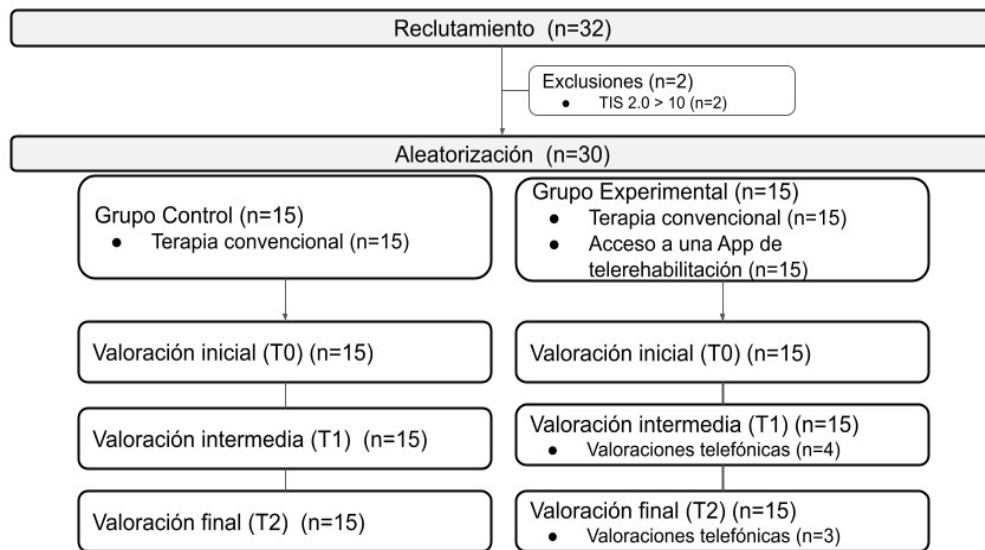 Reclutamiento (n=32)
Exclusiones (n=2)
● TIS 2.0 > 10 (n=2)
Aleatorización (n=30)
Grupo Control (n=15)
● Terapia convencional (n=15)
Grupo Experimental (n=15)
● Terapia convencional (n=15)
● Acceso a una App de
telerehabilitación (n=15)
Valoración inicial (T0) (n=15)
Valoración inicial (T0) (n=15)
Valoración intermedia (T1) (n=15)
Valoración intermedia (T1) (n=15)
● Valoraciones telefónicas (n=4)
Valoración final (T2) (n=15)
Valoración final (T2) (n=15)
● Valoraciones telefónicas (n=3)